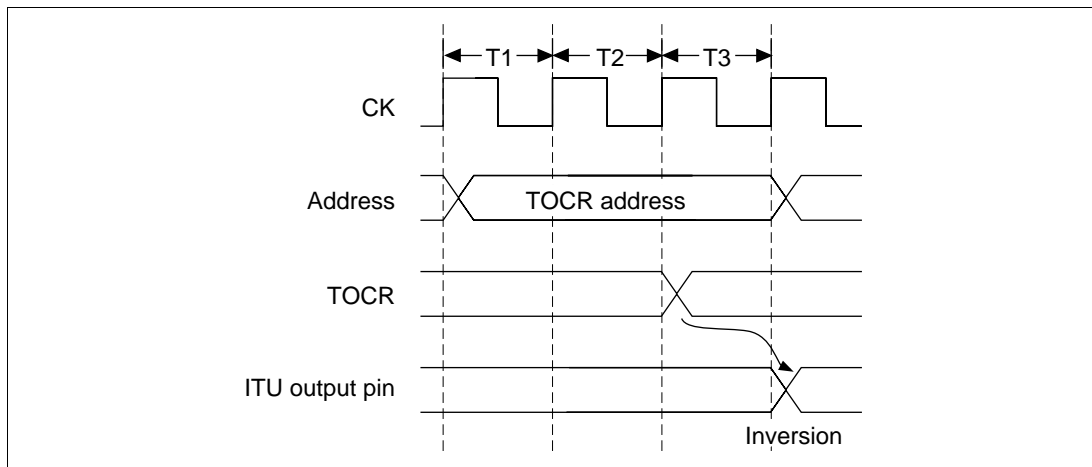 T1 T2 T3
CK
Address TOCR address
TOCR
ITU output pin
Inversion